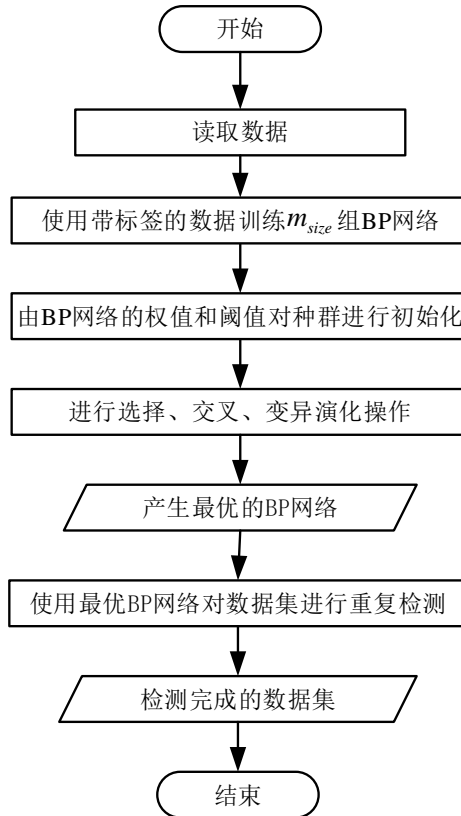 开始
读取数据
使用带标签的数据训练m_size组BP网络
由BP网络的权值和阈值对种群进行初始化
进行选择、交叉、变异演化操作
产生最优的BP网络
使用最优BP网络对数据集进行重复检测
检测完成的数据集
结束